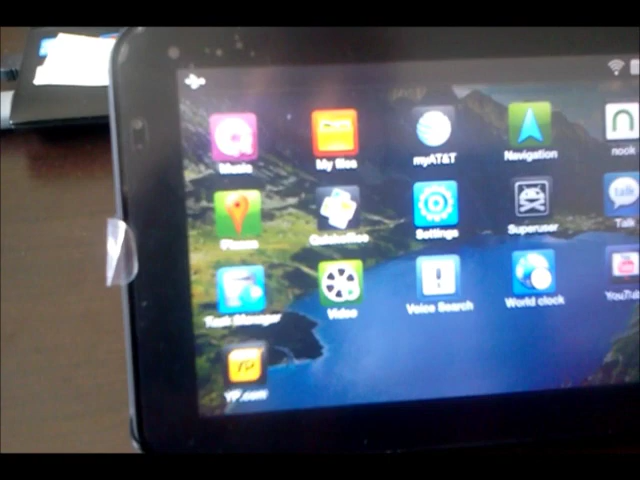 Music My files myAT&T Navigation nook
Places Settings Superuser talk Talk
Task Manager Video Voice Search World clock YouTub
YP
YP.com